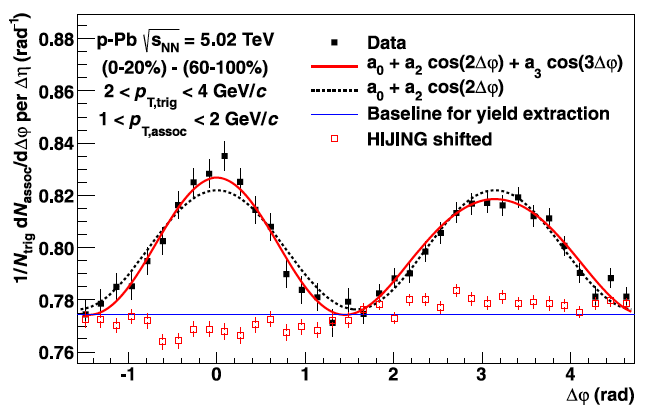 p-Pb √sNN = 5.02 TeV
(0-20%) - (60-100%)
2 < pT,trig < 4 GeV/c
1 < pT,assoc < 2 GeV/c
Data
a0 + a2 cos(2Δφ) + a3 cos(3Δφ)
a0 + a2 cos(2Δφ)
Baseline for yield extraction
HIJING shifted
1/Ntrig dNassoc/dΔφ per Δη (rad-1)
0.88
0.86
0.84
0.82
0.80
0.78
0.76
-1 0 1 2 3 4
Δφ (rad)